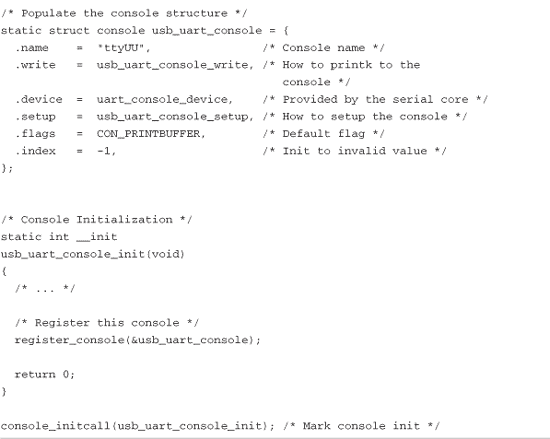 /* Populate the console structure */
static struct console usb_uart_console = {
  .name   =  "ttyUU",                /* Console name */
  .write  =  usb_uart_console_write, /* How to printk to the
                                        console */
  .device =  uart_console_device,    /* Provided by the serial core */
  .setup  =  usb_uart_console_setup, /* How to setup the console */
  .flags  =  CON_PRINTBUFFER,        /* Default flag */
  .index  =  -1,                     /* Init to invalid value */
};

/* Console Initialization */
static int __init
usb_uart_console_init(void)
{
  /* ... */

  /* Register this console */
  register_console(&usb_uart_console);

  return 0;
}

console_initcall(usb_uart_console_init); /* Mark console init */